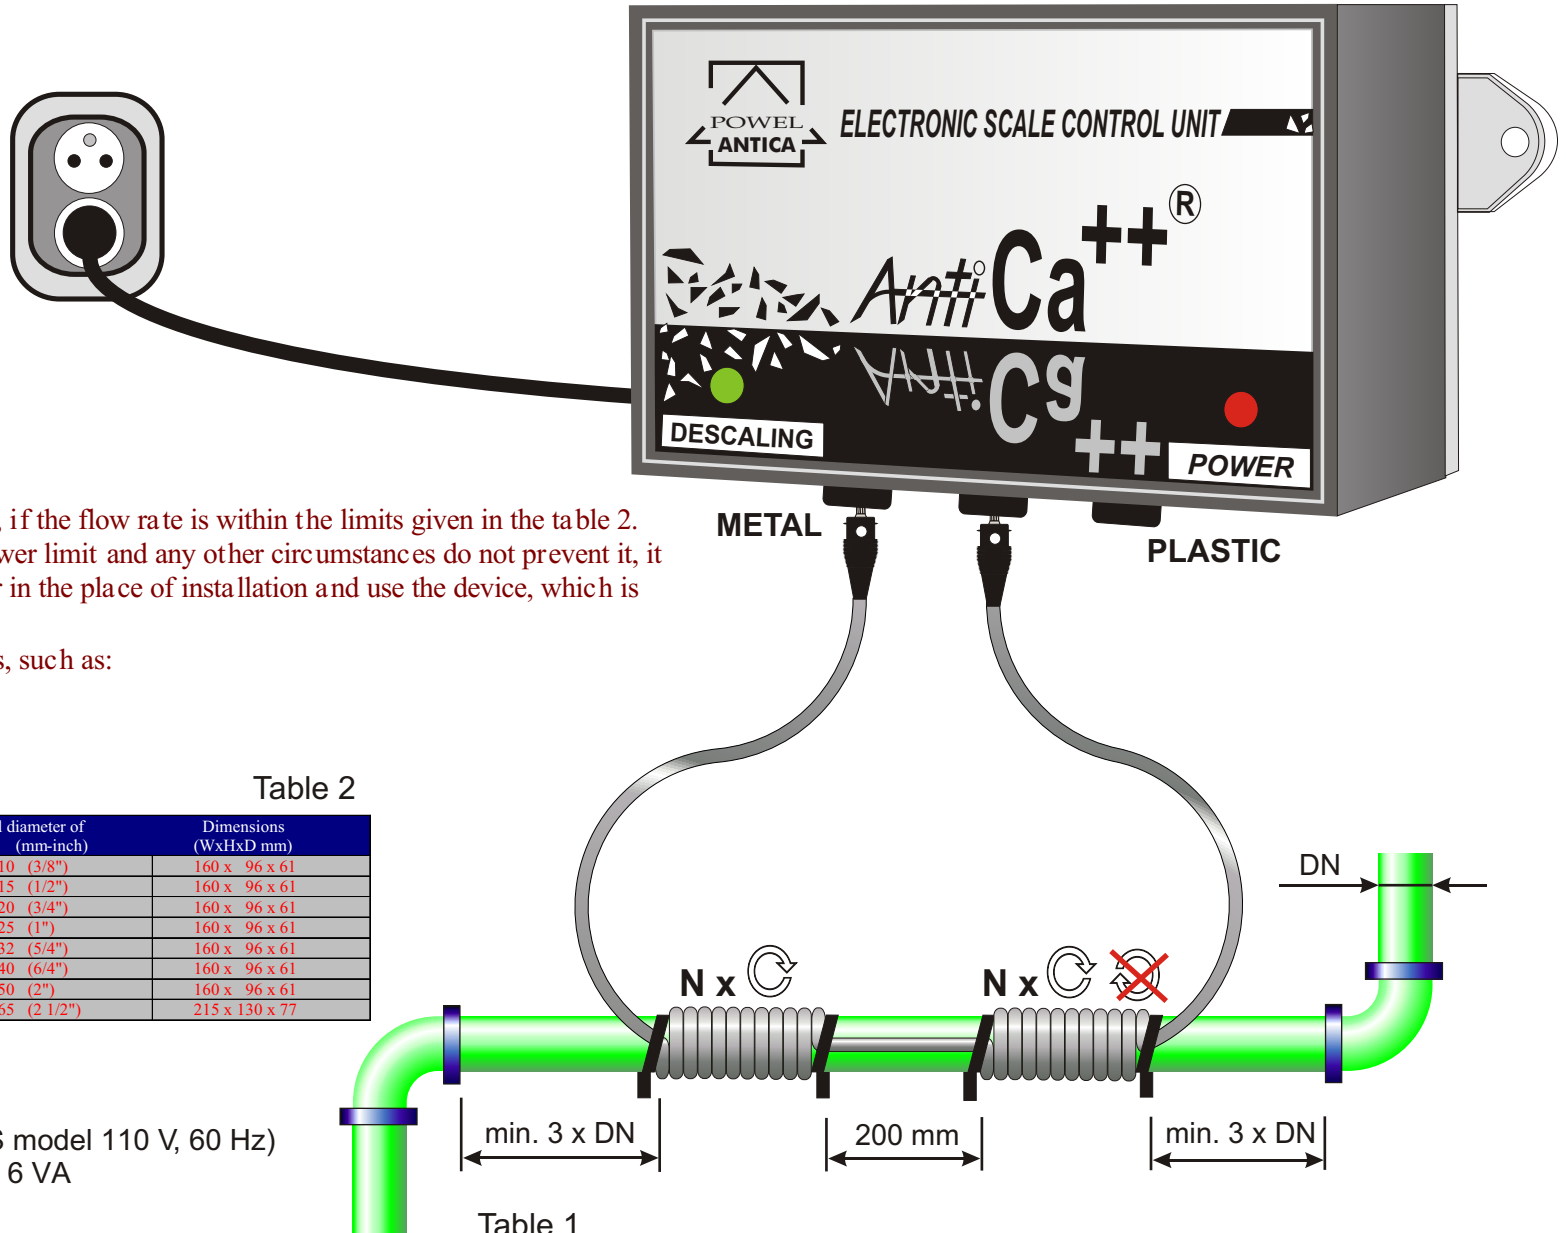 POWEL
ANTICA
ELECTRONIC SCALE CONTROL UNIT
AntiCa++®
AntiCa++
DESCALING
POWER
METAL
PLASTIC
, if the flow rate is within the limits given in the table 2.
wer limit and any other circumstances do not prevent it, it
r in the place of installation and use the device, which is
s, such as:
Table 2
l diameter of Dimensions
(mm-inch) (WxHxD mm)
10 (3/8") 160 x 96 x 61
15 (1/2") 160 x 96 x 61
20 (3/4") 160 x 96 x 61
25 (1") 160 x 96 x 61
32 (5/4") 160 x 96 x 61
40 (6/4") 160 x 96 x 61
50 (2") 160 x 96 x 61
65 (2 1/2") 215 x 130 x 77
DN
N x
N x
min. 3 x DN
200 mm
min. 3 x DN
S model 110 V, 60 Hz)
6 VA
Table 1